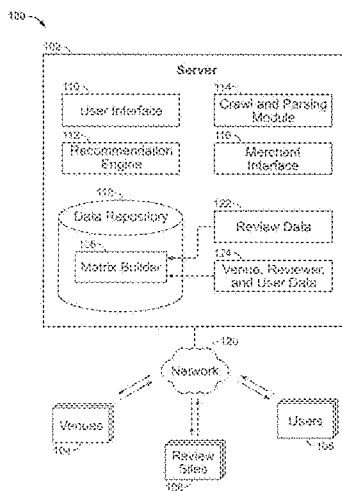 100
102
Server
110
User Interface
114
Crawl and Parsing
Module
112
Recommendation
Engine
116
Merchant
Interface
118
Data Repository
Matrix Builder
122
Review Data
124
Venue, Reviewer,
and User Data
120
Network
Venues
104
Review
Sites
106
Users
108